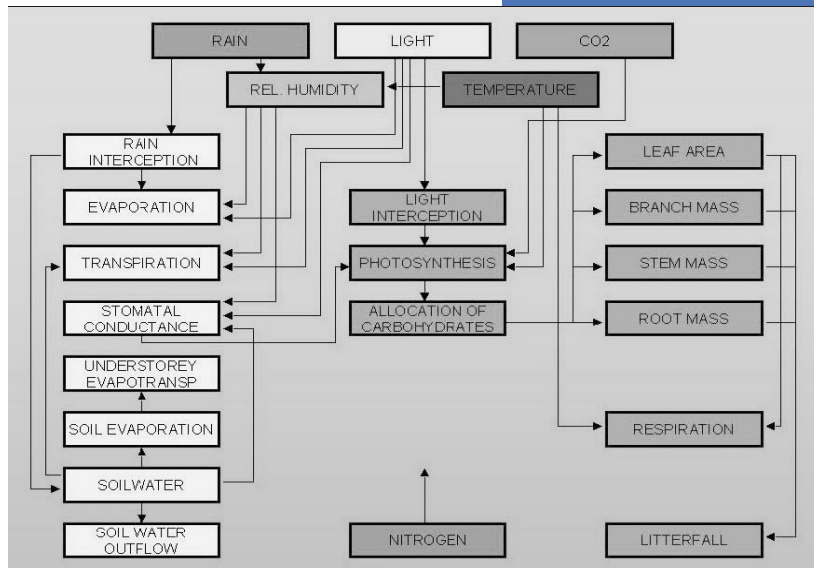 RAIN
LIGHT
CO2
REL. HUMIDITY
TEMPERATURE
RAIN
INTERCEPTION
LEAF AREA
EVAPORATION
LIGHT
INTERCEPTION
BRANCH MASS
TRANSPIRATION
PHOTOSYNTHESIS
STEM MASS
STOMATAL
CONDUCTANCE
ALLOCATION OF
CARBOHYDRATES
ROOT MASS
UNDERSTOREY
EVAPOTRANSP
SOIL EVAPORATION
RESPIRATION
SOILWATER
SOIL WATER
OUTFLOW
NITROGEN
LITTERFALL